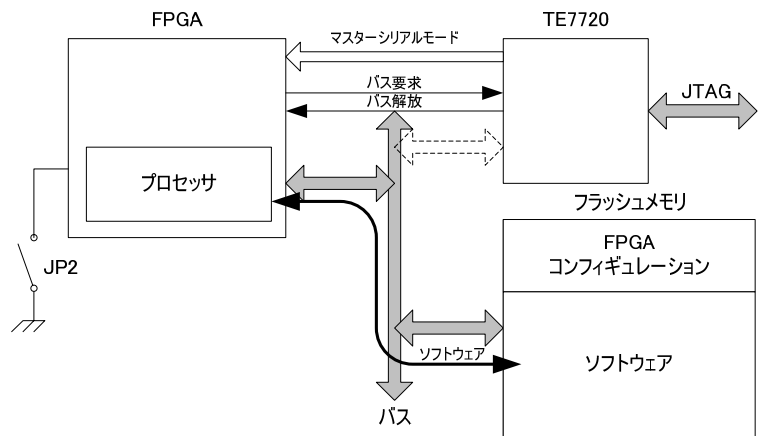 FPGA
TE7720
マスターシリアルモード
バス要求
バス解放
JTAG
プロセッサ
フラッシュメモリ
FPGA
コンフィギュレーション
JP2
ソフトウェア
ソフトウェア
バス